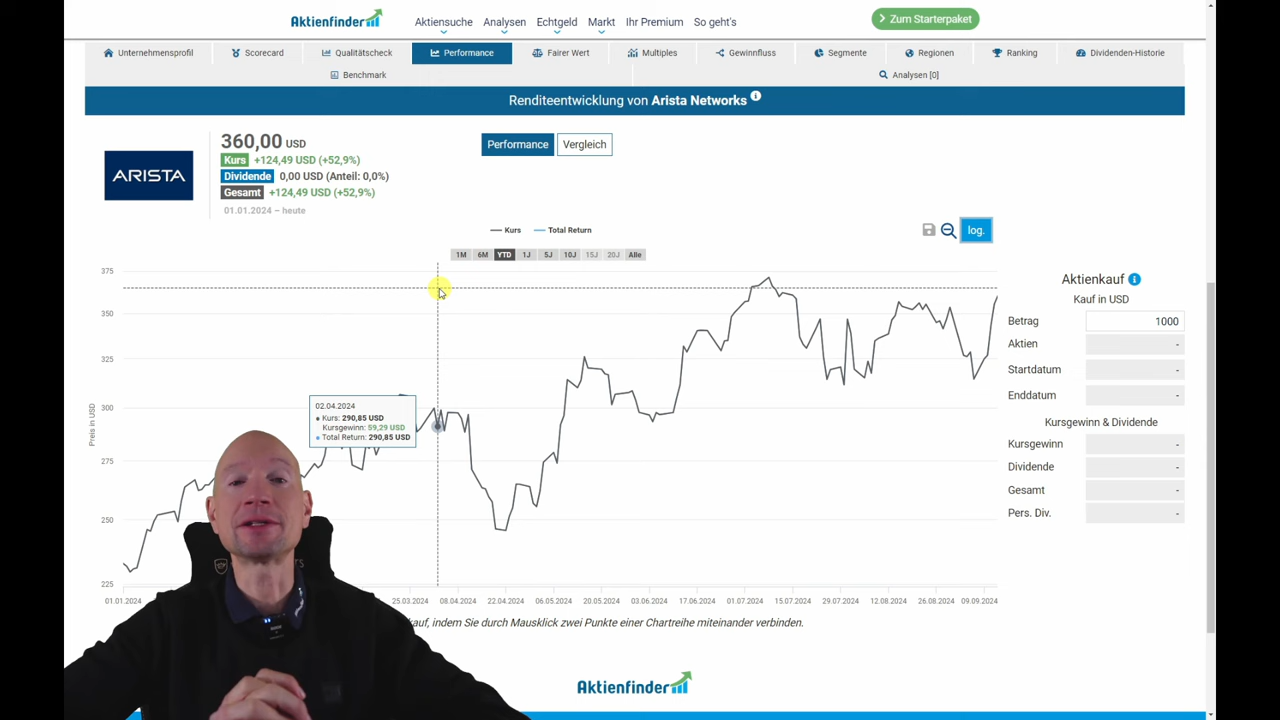 Aktienfinder
Aktiensuche Analysen Echtgeld Markt Ihr Premium So geht's
Zum Starterpaket
Unternehmensprofil Scorecard Qualitätscheck Performance Fairer Wert Multiples Gewinnfluss Segmente Regionen Ranking Dividenden-Historie
Benchmark Analysen [0]
Renditeentwicklung von Arista Networks i
ARISTA
360,00 USD
Kurs +124,49 USD (+52,9%)
Dividende 0,00 USD (Anteil: 0,0%)
Gesamt +124,49 USD (+52,9%)
01.01.2024 – heute
Performance Vergleich
Kurs Total Return
log.
1M 6M YTD 1J 5J 10J 15J 20J Alle
375
350
325
300
275
250
225
Preis in USD
02.04.2024
Kurs: 290,85 USD
Kursgewinn: 59,29 USD
Total Return: 290,85 USD
01.01.2024 25.03.2024 08.04.2024 22.04.2024 06.05.2024 20.05.2024 03.06.2024 17.06.2024 01.07.2024 15.07.2024 29.07.2024 12.08.2024 26.08.2024 09.09.2024
Aktienkauf i
Kauf in USD
Betrag 1000
Aktien -
Startdatum -
Enddatum -
Kursgewinn & Dividende
Kursgewinn -
Dividende -
Gesamt -
Pers. Div. -
indem Sie durch Mausklick zwei Punkte einer Chartreihe miteinander verbinden.
Aktienfinder